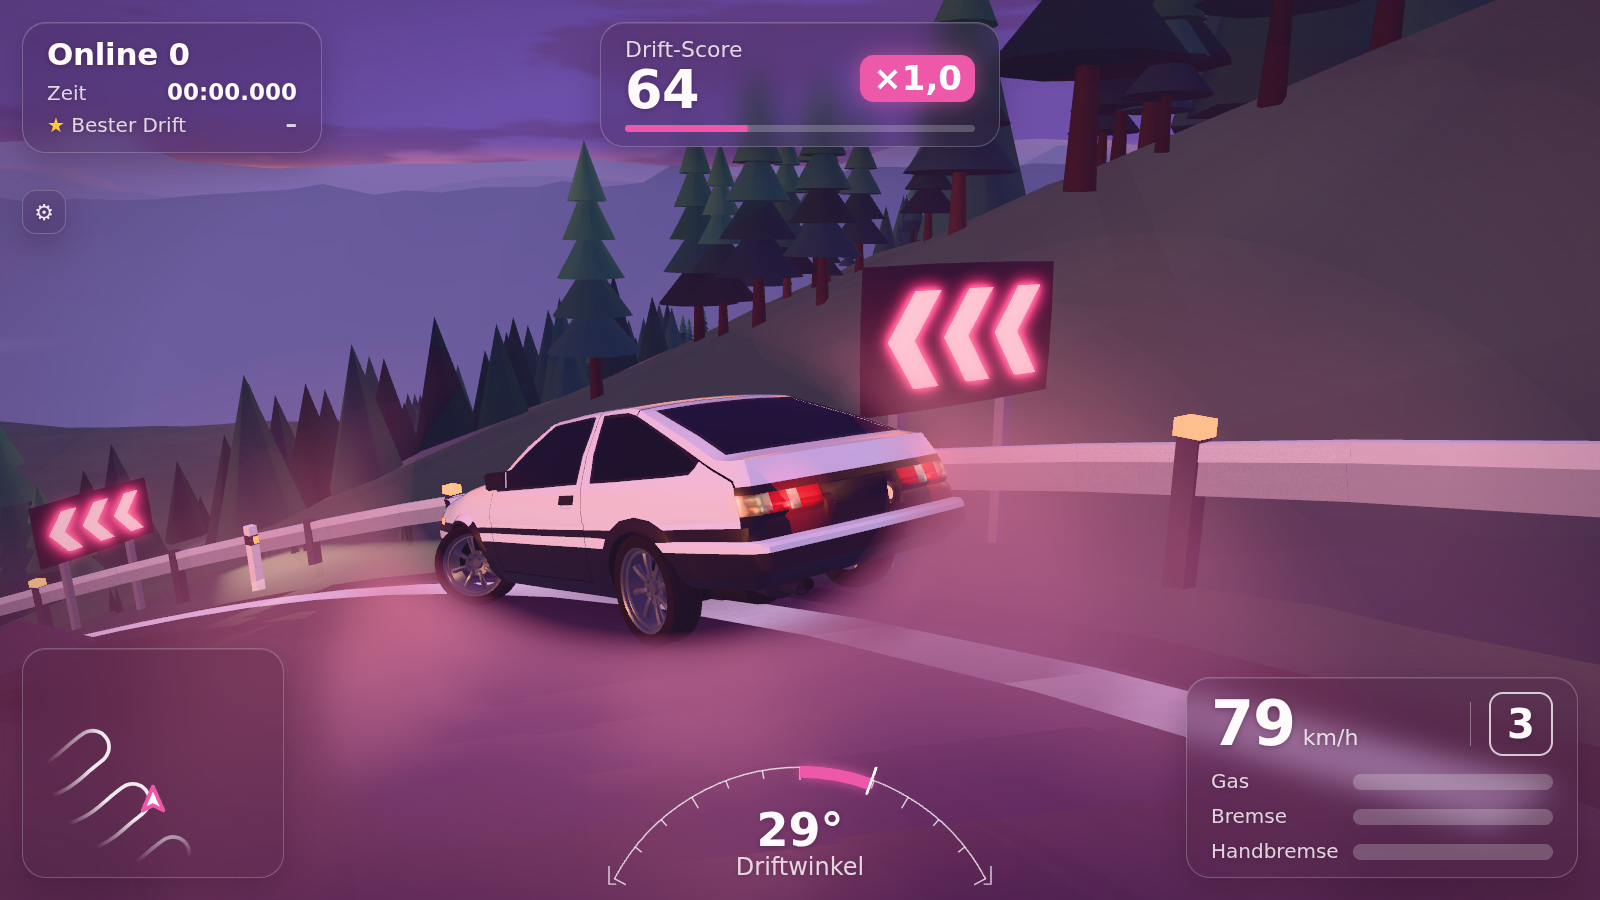 Online 0
Zeit 00:00.000
★ Bester Drift –
Drift-Score
64
×1,0
29°
Driftwinkel
79 km/h
3
Gas
Bremse
Handbremse